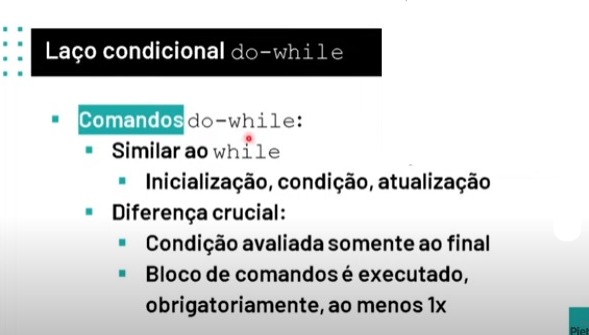 Laço condicional do-while
Comandos do-while:
Similar ao while
Inicialização, condição, atualização
Diferença crucial:
Condição avaliada somente ao final
Bloco de comandos é executado,
obrigatoriamente, ao menos 1x